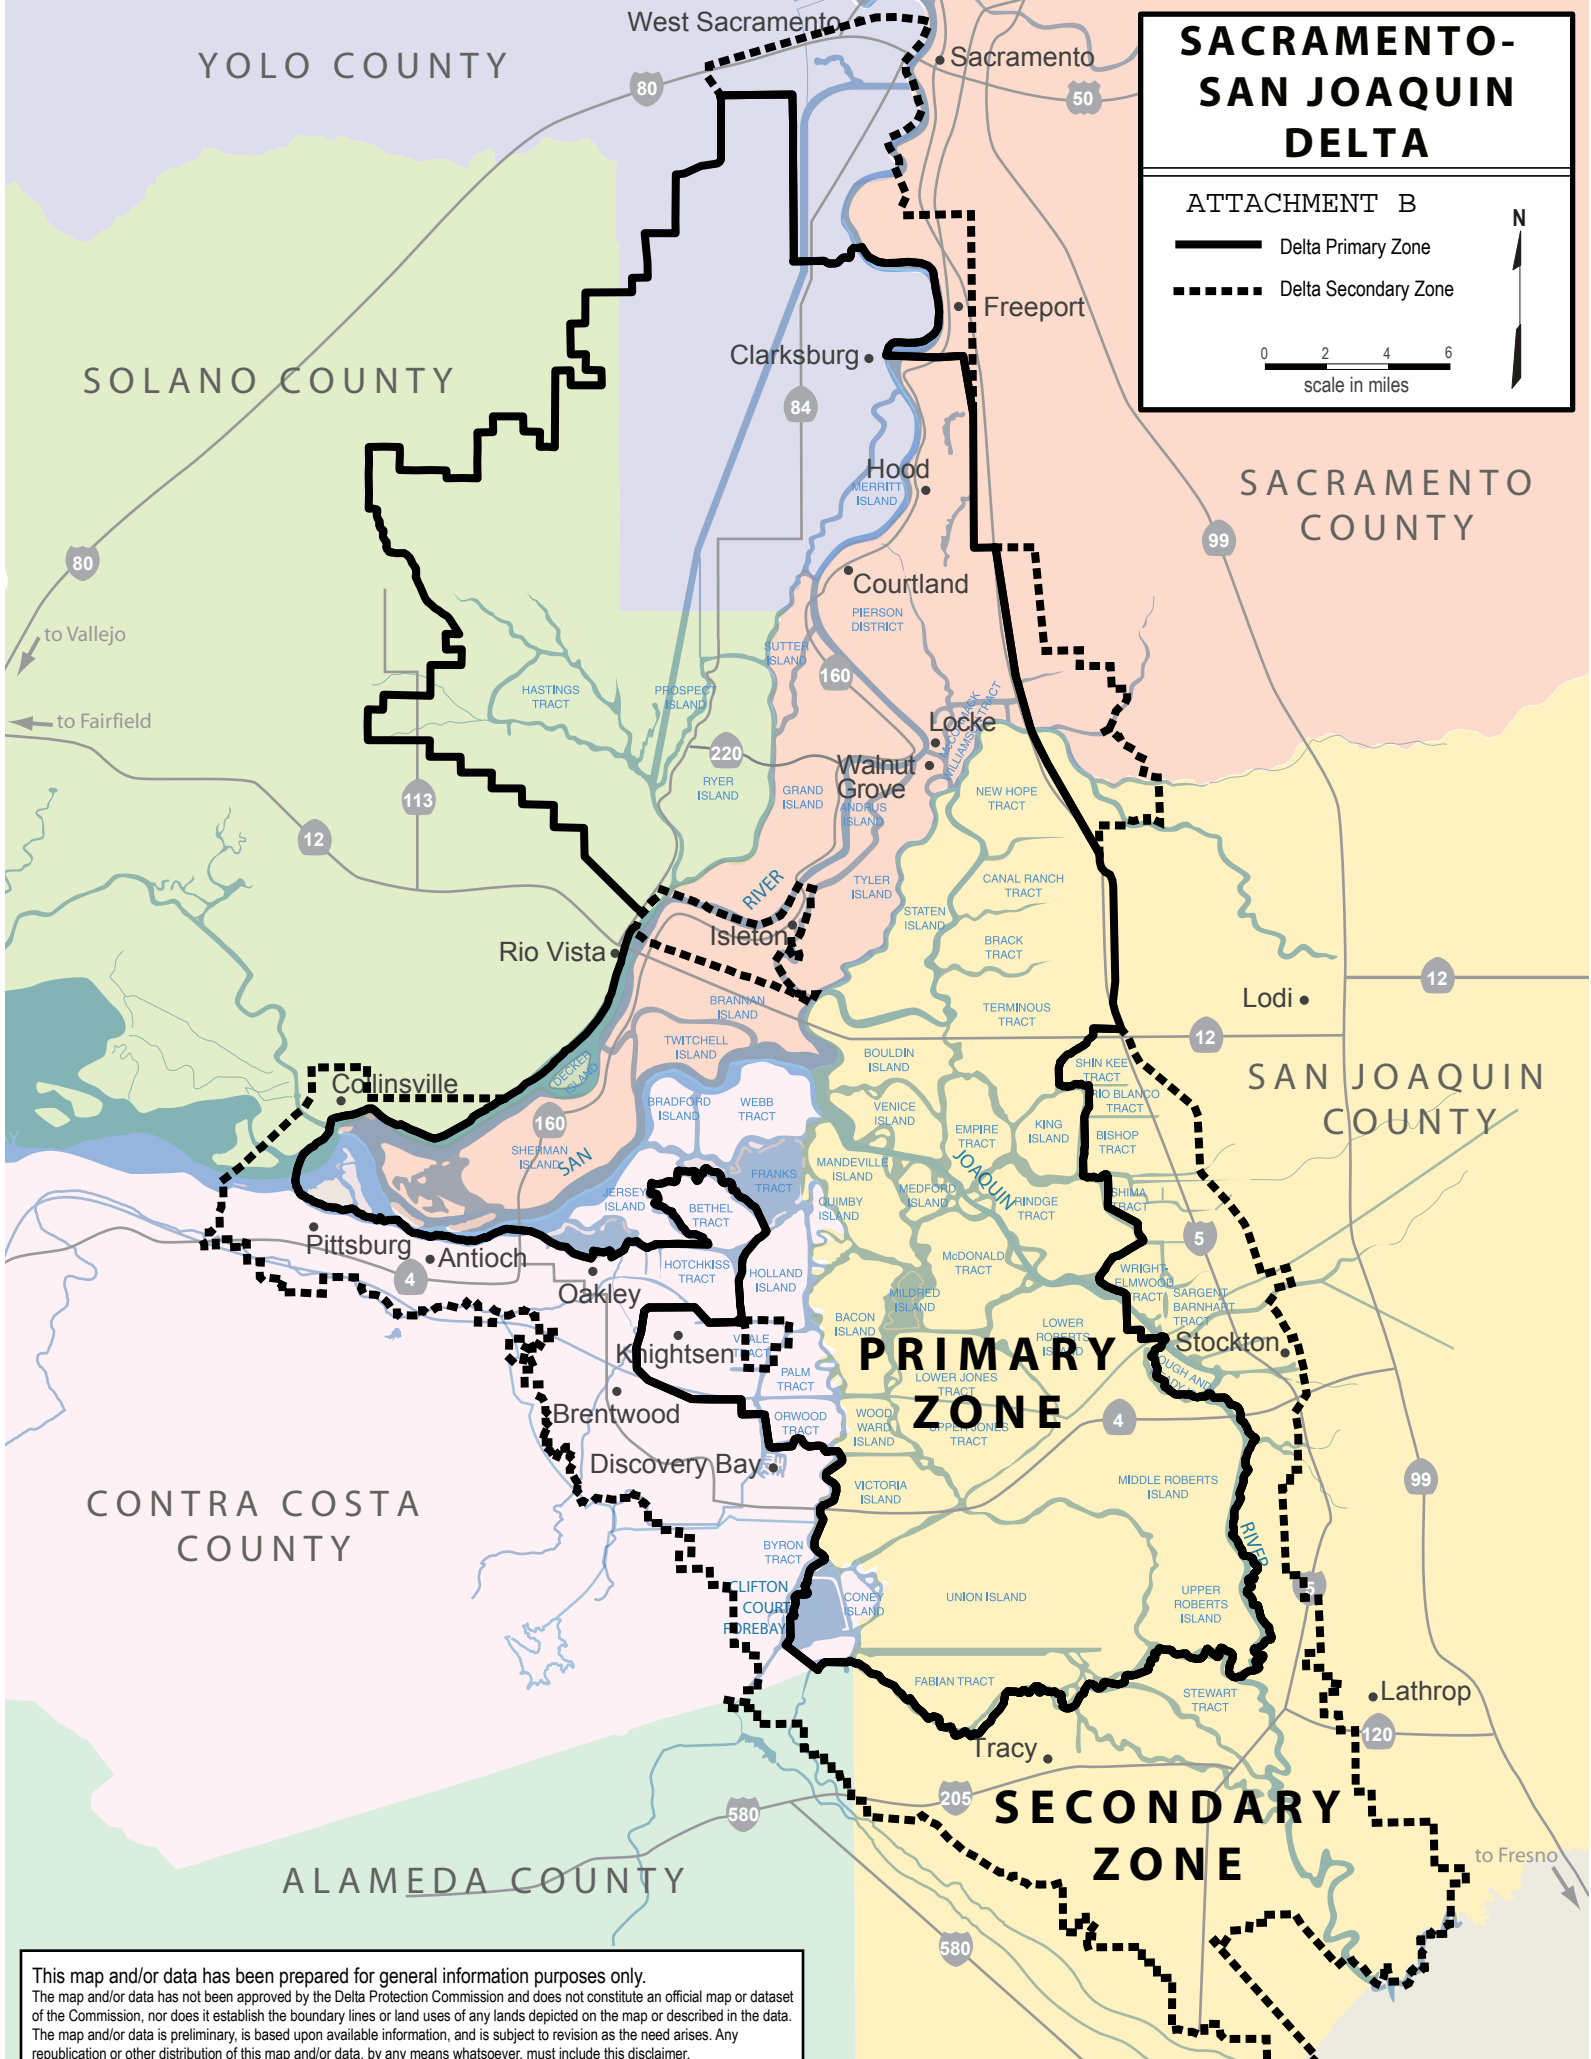 West Sacramento
YOLO COUNTY
80
Sacramento
50
SACRAMENTO-
SAN JOAQUIN
DELTA
ATTACHMENT B
N
Delta Primary Zone
Delta Secondary Zone
0 2 4 6
scale in miles
Freeport
Clarksburg
SOLANO COUNTY
84
Hood
MERRITT
ISLAND
SACRAMENTO
COUNTY
99
80
Courtland
PIERSON
DISTRICT
to Vallejo
SUTTER
ISLAND
160
HASTINGS
TRACT
PROSPECT
ISLAND
to Fairfield
Locke
McCORMACK
WILLIAMSON TRACT
220
Walnut
Grove
RYER
ISLAND
GRAND
ISLAND
ANDRUS
ISLAND
NEW HOPE
TRACT
113
12
RIVER
TYLER
ISLAND
CANAL RANCH
TRACT
STATEN
ISLAND
Isleton
BRACK
TRACT
Rio Vista
12
Lodi
BRANNAN
ISLAND
TERMINOUS
TRACT
12
TWITCHELL
ISLAND
BOULDIN
ISLAND
SHIN KEE
TRACT
DECKER
ISLAND
Collinsville
SAN JOAQUIN
COUNTY
RIO BLANCO
TRACT
BRADFORD
ISLAND
WEBB
TRACT
VENICE
ISLAND
160
EMPIRE
TRACT
KING
ISLAND
BISHOP
TRACT
SHERMAN
ISLAND
SAN
JOAQUIN
MANDEVILLE
ISLAND
FRANKS
TRACT
JERSEY
ISLAND
MEDFORD
ISLAND
QUIMBY
ISLAND
RINDGE
TRACT
SHIMA
TRACT
BETHEL
TRACT
Pittsburg
Antioch
4
5
McDONALD
TRACT
HOTCHKISS
TRACT
HOLLAND
ISLAND
WRIGHT-
ELMWOOD
TRACT
Oakley
MILDRED
ISLAND
SARGENT
BARNHART
TRACT
BACON
ISLAND
LOWER
ROBERTS
ISLAND
Knightsen
Stockton
PRIMARY
ZONE
PALM
TRACT
LOWER JONES
TRACT
Brentwood
ORWOOD
TRACT
WOOD
WARD
ISLAND
UPPER JONES
TRACT
4
Discovery Bay
VICTORIA
ISLAND
MIDDLE ROBERTS
ISLAND
99
CONTRA COSTA
COUNTY
RIVER
BYRON
TRACT
CLIFTON
COURT
FOREBAY
CONEY
ISLAND
UNION ISLAND
UPPER
ROBERTS
ISLAND
5
FABIAN TRACT
STEWART
TRACT
Lathrop
120
Tracy
205
SECONDARY
ZONE
580
ALAMEDA COUNTY
to Fresno
580
This map and/or data has been prepared for general information purposes only.
The map and/or data has not been approved by the Delta Protection Commission and does not constitute an official map or dataset
of the Commission, nor does it establish the boundary lines or land uses of any lands depicted on the map or described in the data.
The map and/or data is preliminary, is based upon available information, and is subject to revision as the need arises. Any
republication or other distribution of this map and/or data, by any means whatsoever, must include this disclaimer.